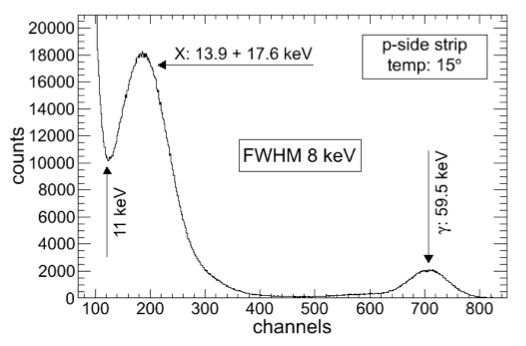 20000
18000
16000
14000
12000
10000
8000
6000
4000
2000
0
counts
X: 13.9 + 17.6 keV
p-side strip
temp: 15º
FWHM 8 keV
11 keV
γ: 59.5 keV
100 200 300 400 500 600 700 800
channels